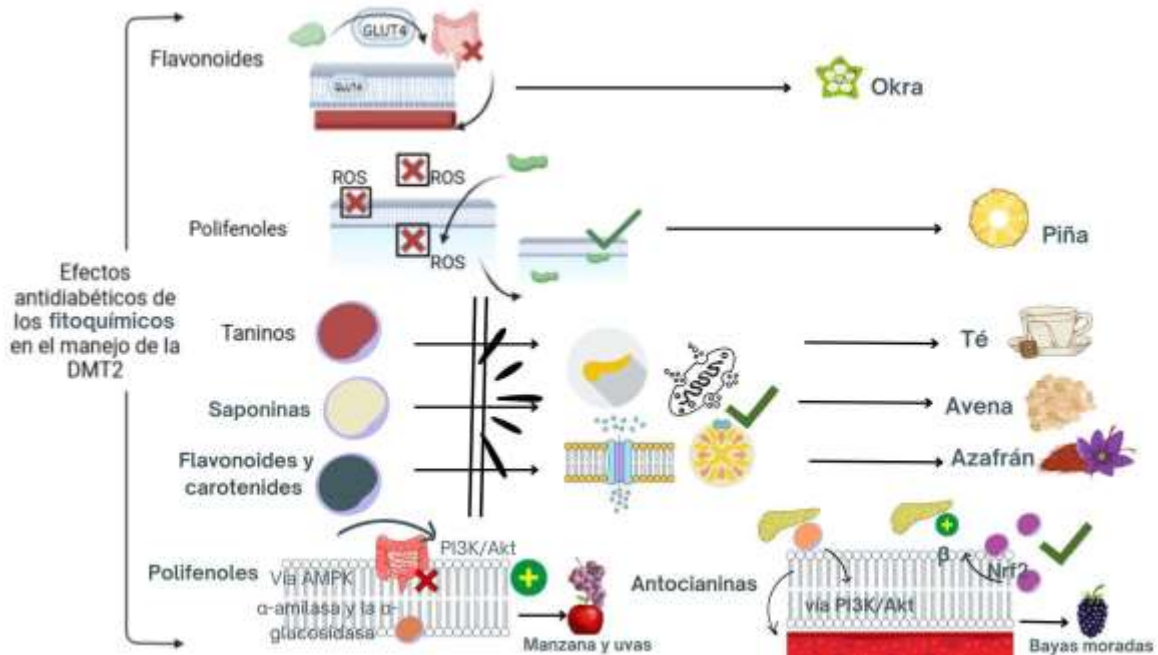 Efectos
antidiabéticos de
los fitoquímicos
en el manejo de la
DMT2
Flavonoides
GLUT4
GLUT4
Okra
Polifenoles
ROS
ROS
ROS
Piña
Taninos
Té
Saponinas
Avena
Flavonoides y
carotenides
Azafrán
Polifenoles
PI3K/Akt
Vía AMPK
α-amilasa y la α-
glucosidasa
Manzana y uvas
Antocianinas
β
Nrf2
vía PI3K/Akt
Bayas moradas